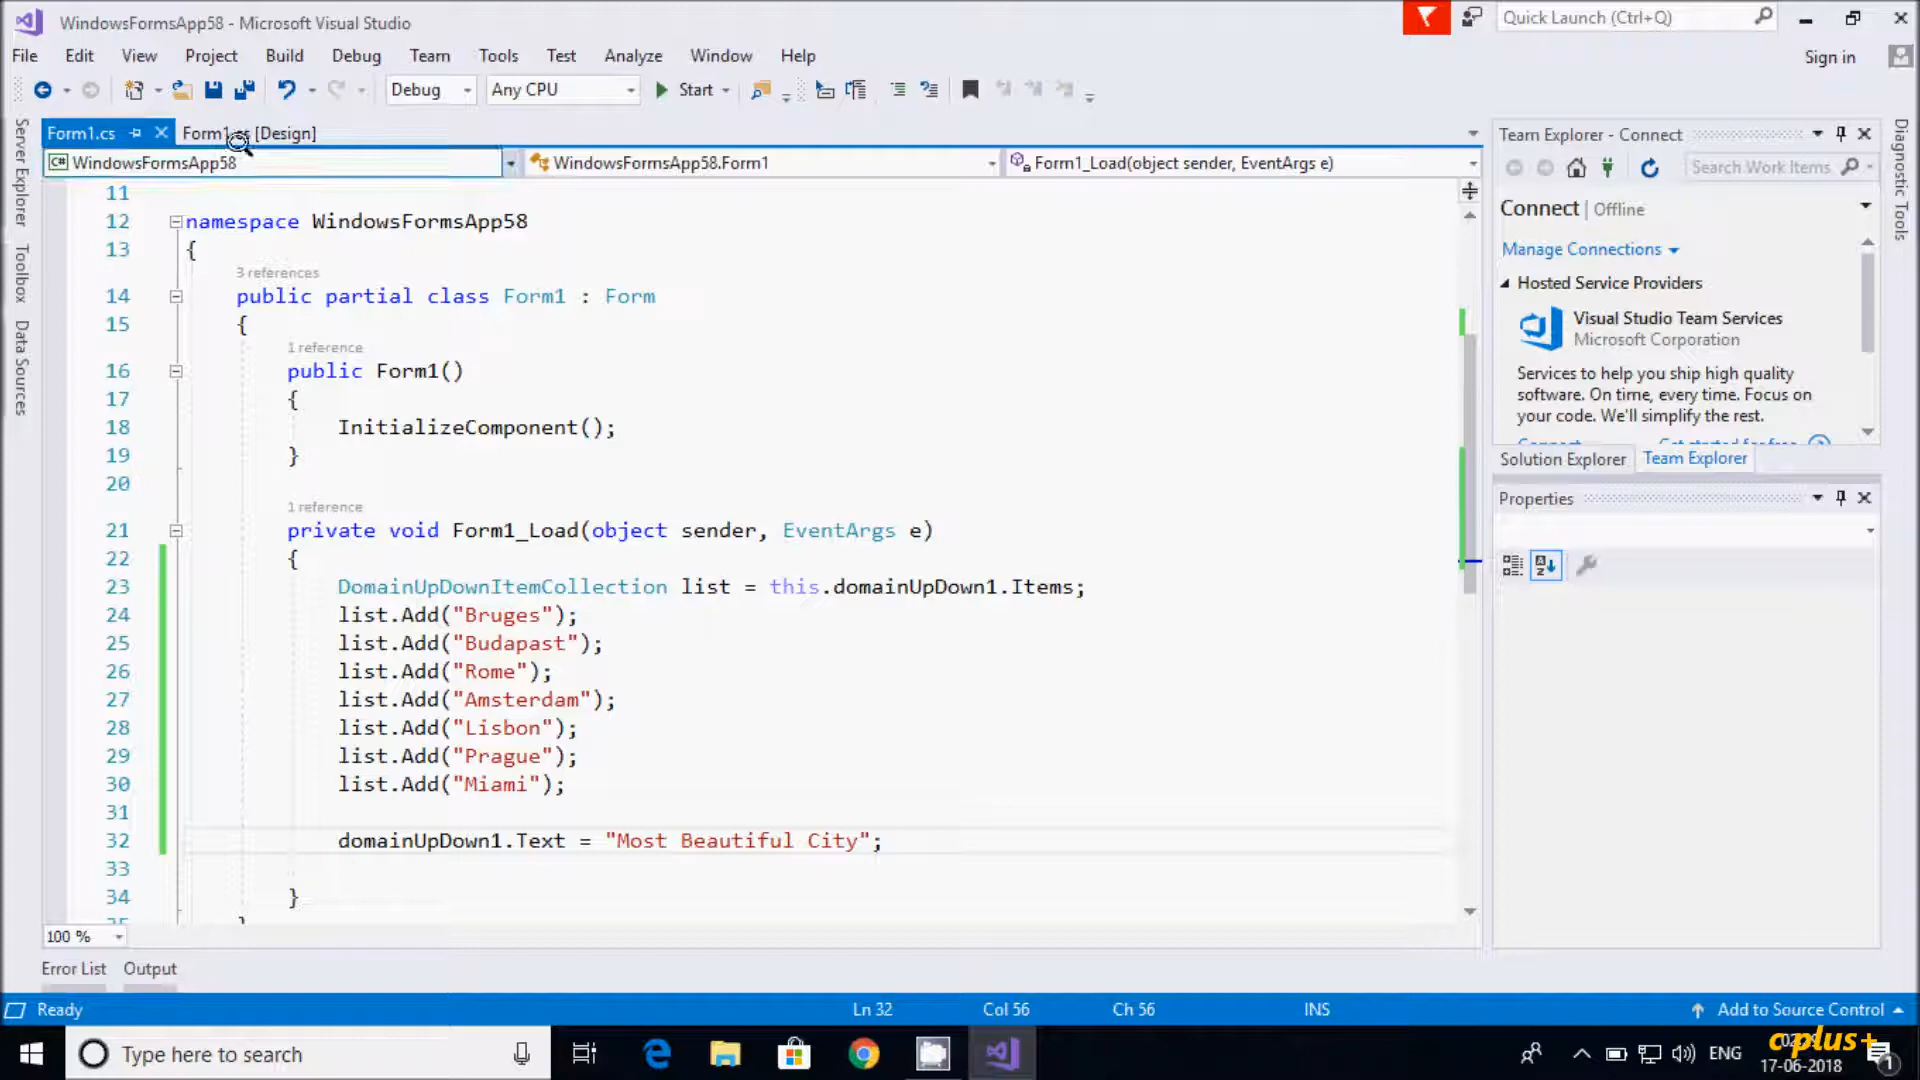 WindowsFormsApp58 - Microsoft Visual Studio
Quick Launch (Ctrl+Q)
File Edit View Project Build Debug Team Tools Test Analyze Window Help
Sign in
Debug Any CPU Start
Form1.cs Form1.cs [Design]
WindowsFormsApp58 WindowsFormsApp58.Form1 Form1_Load(object sender, EventArgs e)
Server Explorer
Toolbox
Data Sources
11
12 namespace WindowsFormsApp58
13 {
3 references
14 public partial class Form1 : Form
15 {
1 reference
16 public Form1()
17 {
18 InitializeComponent();
19 }
20
1 reference
21 private void Form1_Load(object sender, EventArgs e)
22 {
23 DomainUpDownItemCollection list = this.domainUpDown1.Items;
24 list.Add("Bruges");
25 list.Add("Budapast");
26 list.Add("Rome");
27 list.Add("Amsterdam");
28 list.Add("Lisbon");
29 list.Add("Prague");
30 list.Add("Miami");
31
32 domainUpDown1.Text = "Most Beautiful City";
33
34 }
35 }
100 %
Team Explorer - Connect
Search Work Items
Connect | Offline
Manage Connections
Hosted Service Providers
Visual Studio Team Services
Microsoft Corporation
Services to help you ship high quality
software. On time, every time. Focus on
your code. We'll simplify the rest.
Connect Get started for free
Solution Explorer Team Explorer
Properties
Diagnostic Tools
Error List Output
Ready Ln 32 Col 56 Ch 56 INS Add to Source Control
Type here to search
ENG
cplus+
17-06-2018
1